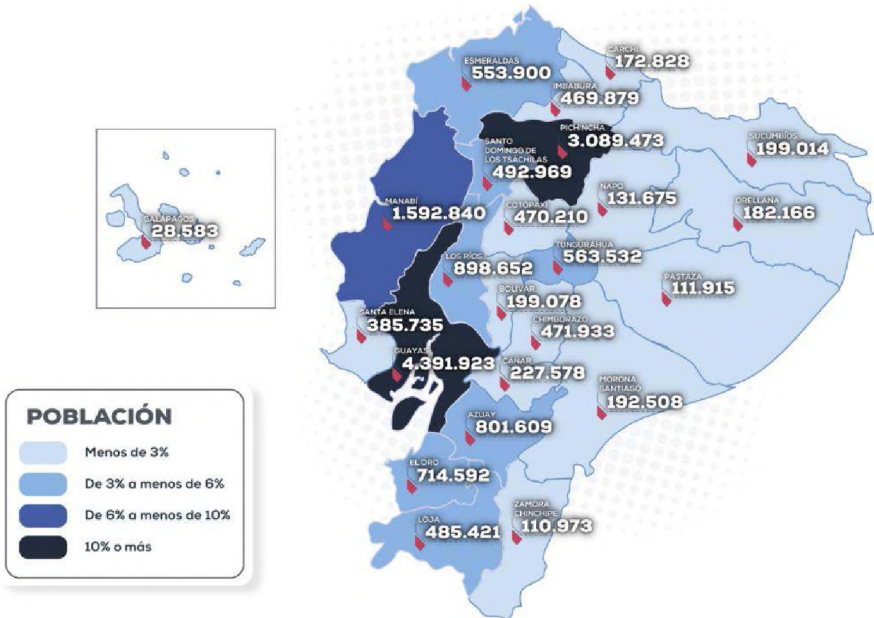 CARCHI
172.828
ESMERALDAS
553.900
IMBABURA
469.879
PICHINCHA
3.089.473
SUCUMBÍOS
199.014
SANTO
DOMINGO DE
LOS TSÁCHILAS
492.969
NAPO
131.675
ORELLANA
182.166
MANABÍ
1.592.840
COTOPAXI
470.210
GALÁPAGOS
28.583
TUNGURAHUA
563.532
LOS RÍOS
898.652
PASTAZA
111.915
BOLÍVAR
199.078
SANTA ELENA
385.735
CHIMBORAZO
471.933
GUAYAS
4.391.923
CAÑAR
227.578
MORONA
SANTIAGO
192.508
AZUAY
801.609
EL ORO
714.592
ZAMORA
CHINCHIPE
110.973
LOJA
485.421
POBLACIÓN
Menos de 3%
De 3% a menos de 6%
De 6% a menos de 10%
10% o más